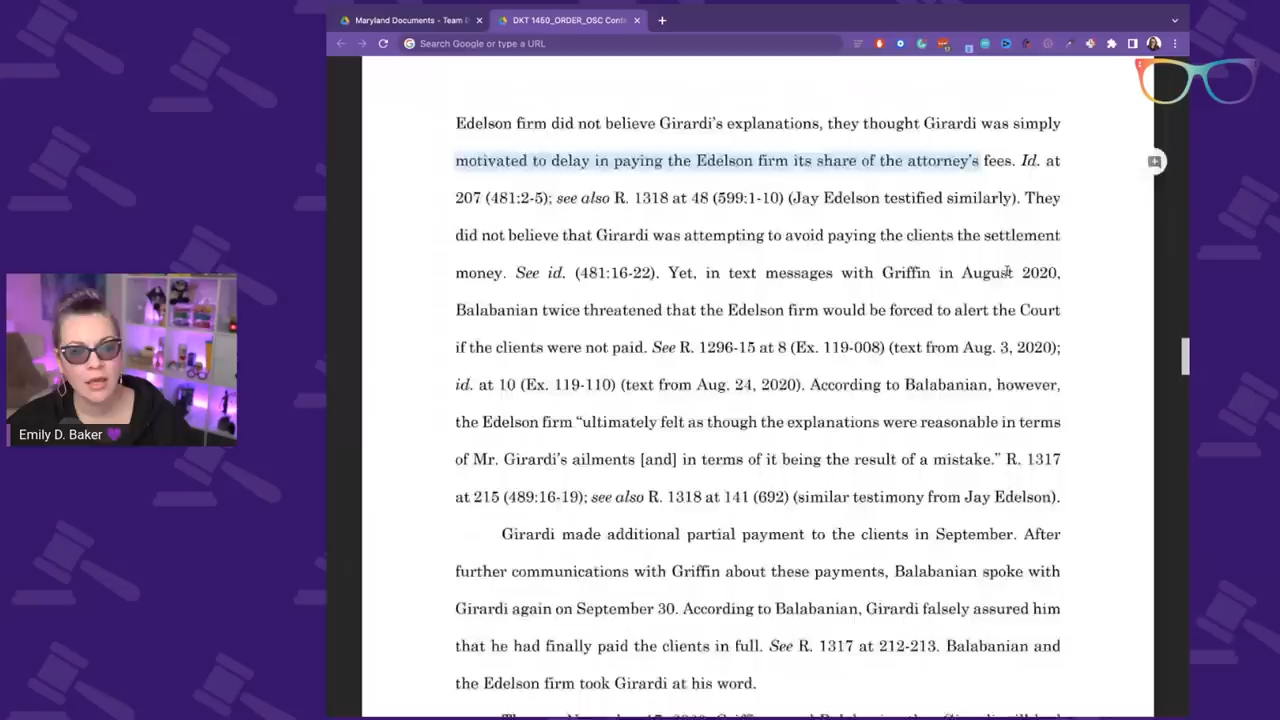 Maryland Documents - Team D
DKT 1450_ORDER_OSC Conte
Search Google or type a URL
Edelson firm did not believe Girardi's explanations, they thought Girardi was simply
motivated to delay in paying the Edelson firm its share of the attorney's fees. Id. at
207 (481:2-5); see also R. 1318 at 48 (599:1-10) (Jay Edelson testified similarly). They
did not believe that Girardi was attempting to avoid paying the clients the settlement
money. See id. (481:16-22). Yet, in text messages with Griffin in August 2020,
Balabanian twice threatened that the Edelson firm would be forced to alert the Court
if the clients were not paid. See R. 1296-15 at 8 (Ex. 119-008) (text from Aug. 3, 2020);
id. at 10 (Ex. 119-110) (text from Aug. 24, 2020). According to Balabanian, however,
the Edelson firm “ultimately felt as though the explanations were reasonable in terms
of Mr. Girardi's ailments [and] in terms of it being the result of a mistake.” R. 1317
at 215 (489:16-19); see also R. 1318 at 141 (692) (similar testimony from Jay Edelson).
Girardi made additional partial payment to the clients in September. After
further communications with Griffin about these payments, Balabanian spoke with
Girardi again on September 30. According to Balabanian, Girardi falsely assured him
that he had finally paid the clients in full. See R. 1317 at 212-213. Balabanian and
the Edelson firm took Girardi at his word.
Emily D. Baker 💜